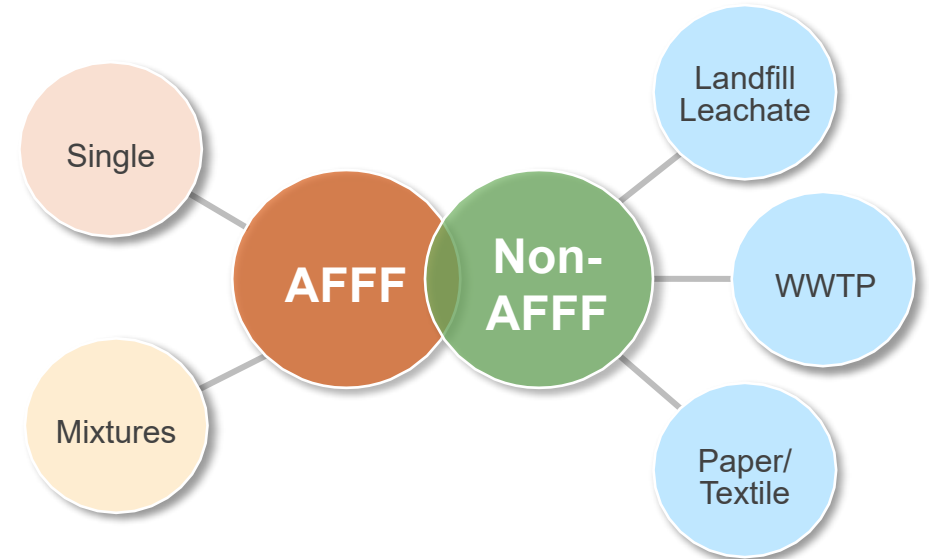 Single
Mixtures
AFFF
Non-
AFFF
Landfill
Leachate
WWTP
Paper/
Textile